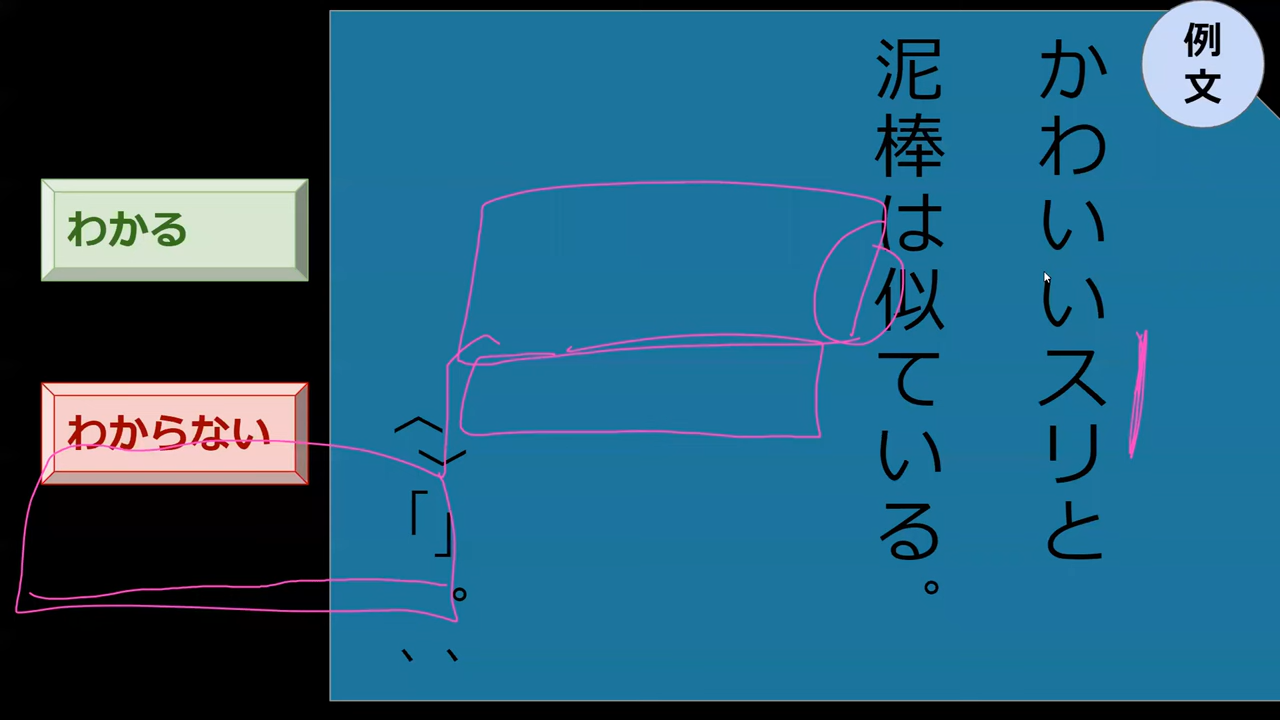 例文
かわいいスリと
泥棒は似ている。
〈〉「」。、、
わかる
わからない